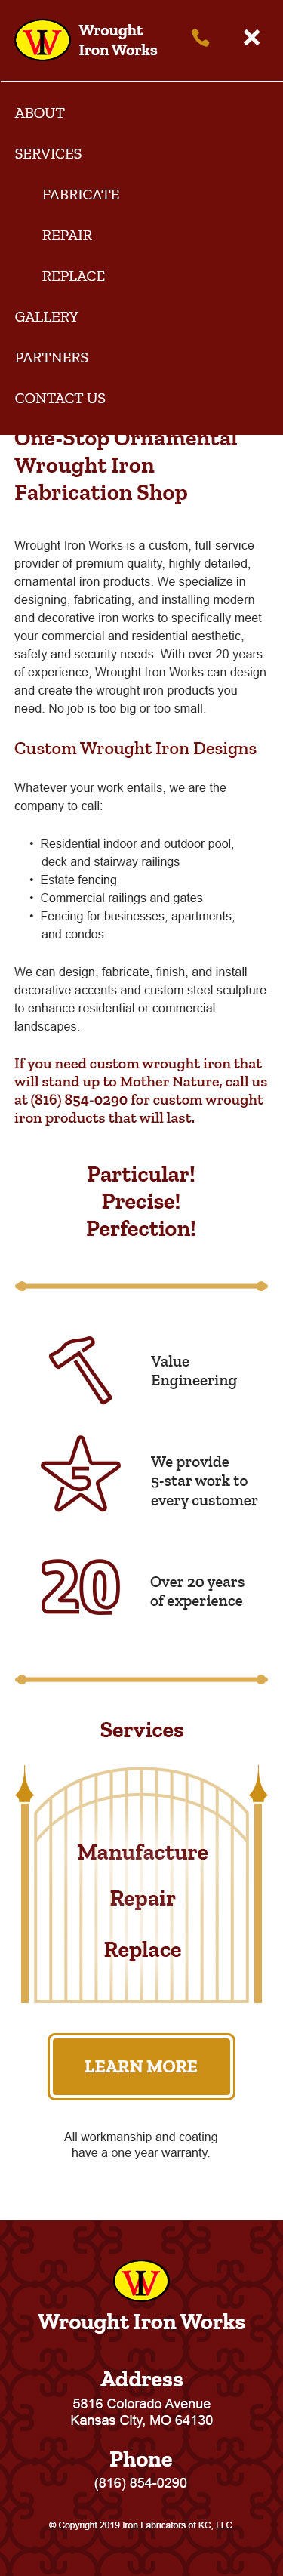 WI
Wrought
Iron Works
ABOUT
SERVICES
FABRICATE
REPAIR
REPLACE
GALLERY
PARTNERS
CONTACT US
One-Stop Ornamental
Wrought Iron
Fabrication Shop
Wrought Iron Works is a custom, full-service
provider of premium quality, highly detailed,
ornamental iron products. We specialize in
designing, fabricating, and installing modern
and decorative iron works to specifically meet
your commercial and residential aesthetic,
safety and security needs. With over 20 years
of experience, Wrought Iron Works can design
and create the wrought iron products you
need. No job is too big or too small.
Custom Wrought Iron Designs
Whatever your work entails, we are the
company to call:
• Residential indoor and outdoor pool,
deck and stairway railings
• Estate fencing
• Commercial railings and gates
• Fencing for businesses, apartments,
and condos
We can design, fabricate, finish, and install
decorative accents and custom steel sculpture
to enhance residential or commercial
landscapes.
If you need custom wrought iron that
will stand up to Mother Nature, call us
at (816) 854-0290 for custom wrought
iron products that will last.
Particular!
Precise!
Perfection!
Value
Engineering
5
We provide
5-star work to
every customer
20
Over 20 years
of experience
Services
Manufacture
Repair
Replace
LEARN MORE
All workmanship and coating
have a one year warranty.
WI
Wrought Iron Works
Address
5816 Colorado Avenue
Kansas City, MO 64130
Phone
(816) 854-0290
© Copyright 2019 Iron Fabricators of KC, LLC